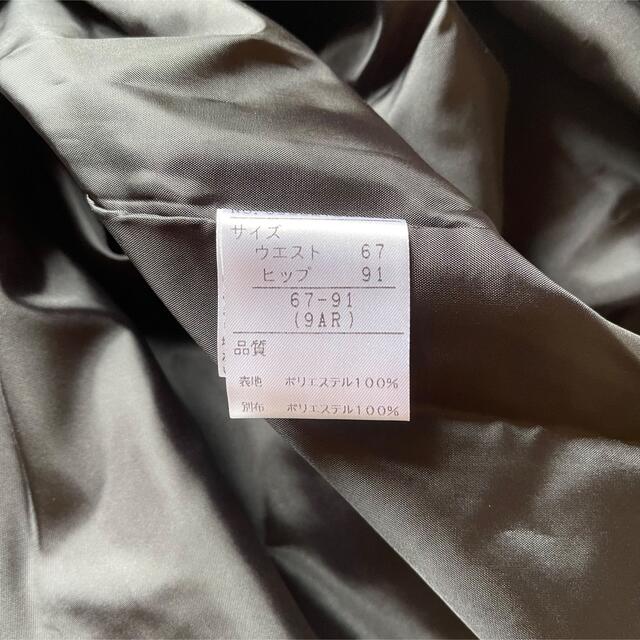 サイズ
ウエスト 67
ヒップ 91
67-91
(9AR)
品質
表地 ポリエステル100%
別布 ポリエステル100%